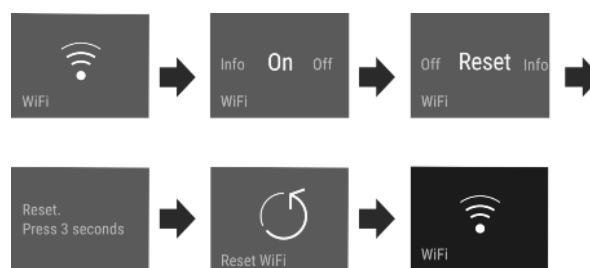 WiFi
Info On Off
WiFi
Off Reset Info
WiFi
Reset.
Press 3 seconds
Reset WiFi
WiFi